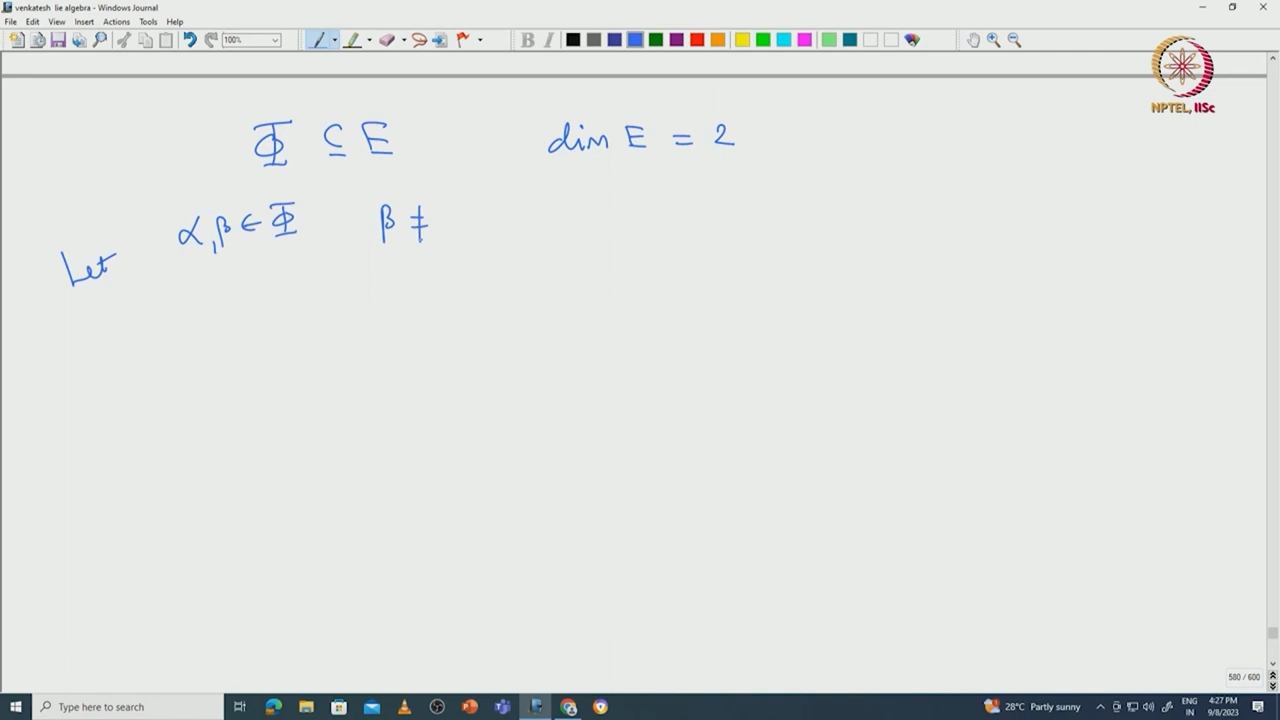 venkatesh lie algebra - Windows Journal
File Edit View Insert Actions Tools Help
100%
B I
NPTEL, IISc
Φ ⊆ E dim E = 2
Let α, β ∈ Φ β ≠
580 / 600
Type here to search
28°C Partly sunny
ENG
IN
4:27 PM
9/8/2023